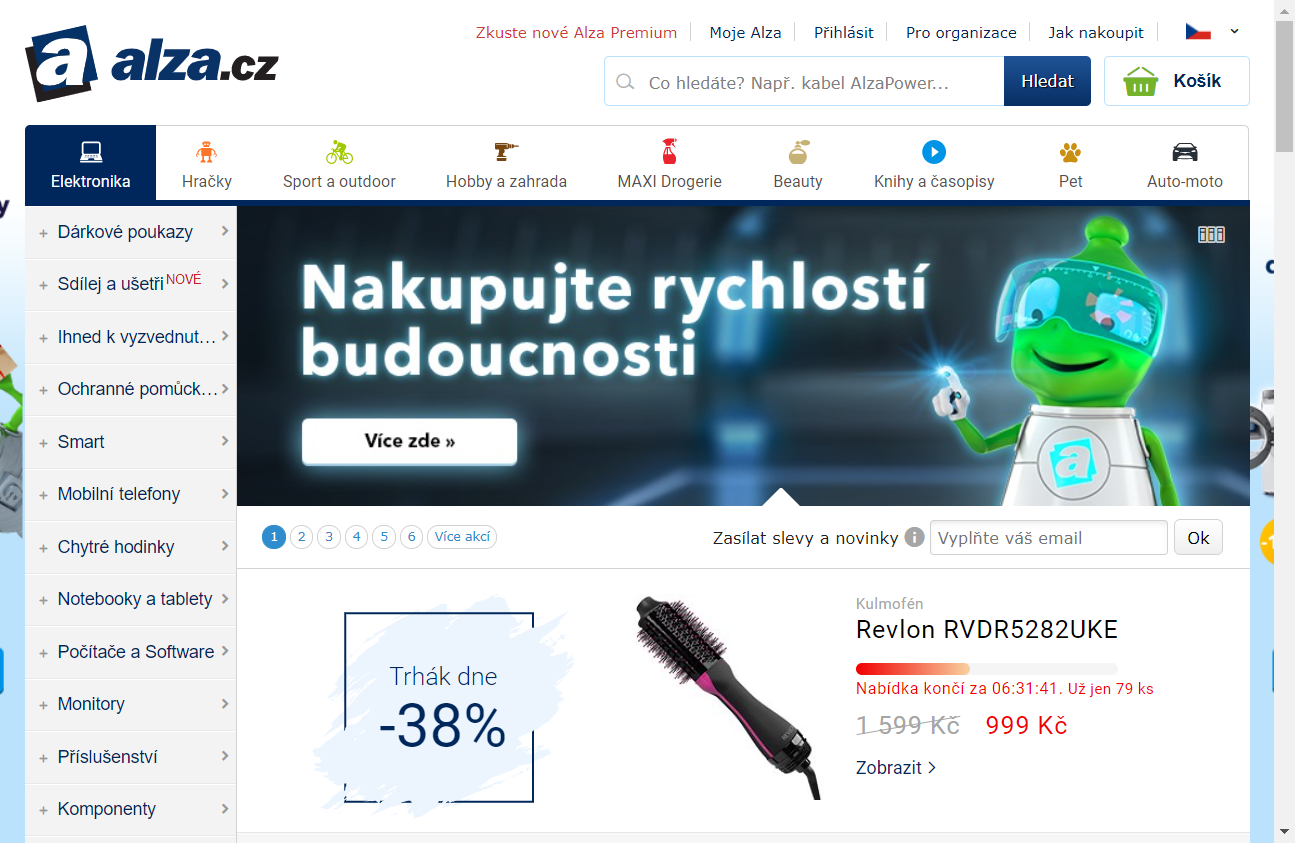 alza.cz
Zkuste nové Alza Premium
Moje Alza
Přihlásit
Pro organizace
Jak nakoupit
Co hledáte? Např. kabel AlzaPower...
Hledat
Košík
Elektronika
Hračky
Sport a outdoor
Hobby a zahrada
MAXI Drogerie
Beauty
Knihy a časopisy
Pet
Auto-moto
Dárkové poukazy
Sdílej a ušetři NOVÉ
Ihned k vyzvednut...
Ochranné pomůck...
Smart
Mobilní telefony
Chytré hodinky
Notebooky a tablety
Počítače a Software
Monitory
Příslušenství
Komponenty
Nakupujte rychlostí
budoucnosti
Více zde »
1 2 3 4 5 6 Více akcí
Zasílat slevy a novinky
Vyplňte váš email
Ok
Trhák dne
-38%
Kulmofén
Revlon RVDR5282UKE
Nabídka končí za 06:31:41. Už jen 79 ks
1 599 Kč 999 Kč
Zobrazit